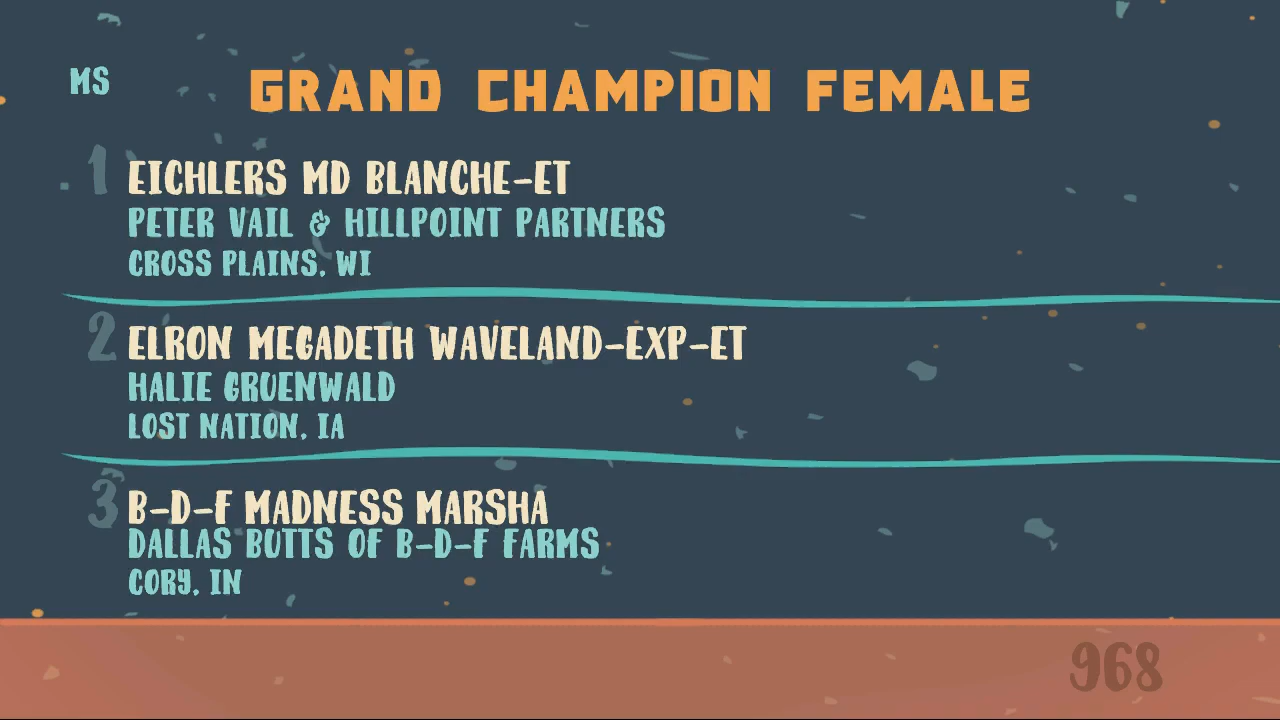 MS
GRAND CHAMPION FEMALE
1 EICHLERS MD BLANCHE-ET
PETER VAIL & HILLPOINT PARTNERS
CROSS PLAINS, WI
2 ELRON MEGADETH WAVELAND-EXP-ET
HALIE GRUENWALD
LOST NATION, IA
3 B-D-F MADNESS MARSHA
DALLAS BUTTS OF B-D-F FARMS
CORY, IN
968